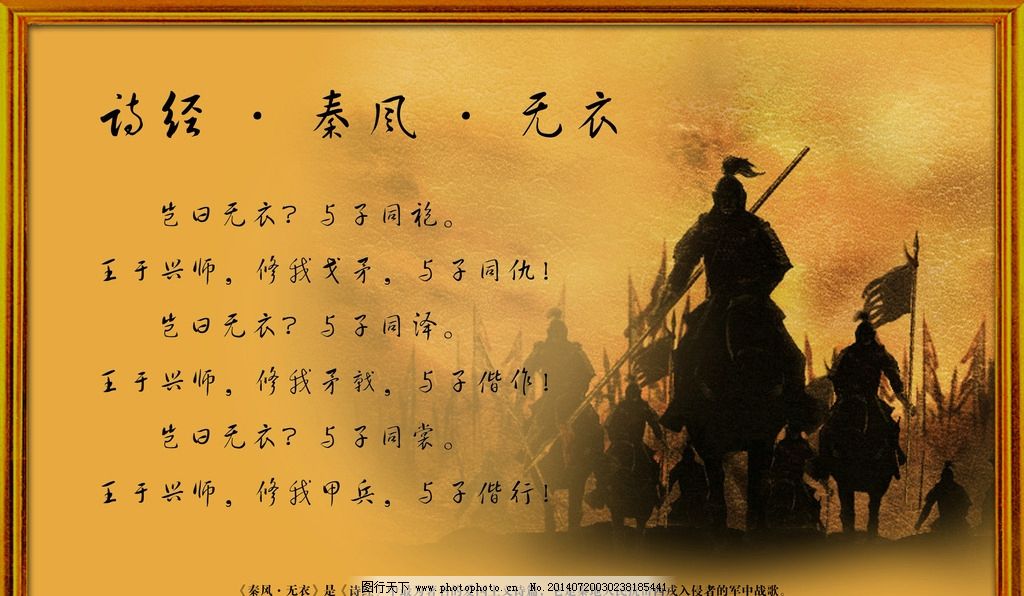 诗经·秦风·无衣
岂曰无衣？与子同袍。
王于兴师，修我戈矛，与子同仇！
岂曰无衣？与子同泽。
王于兴师，修我矛戟，与子偕作！
岂曰无衣？与子同裳。
王于兴师，修我甲兵，与子偕行！
《秦风·无衣》是《诗 入侵者的军中战歌。
图行天下 www.photophoto.cn No.20140720030238185441